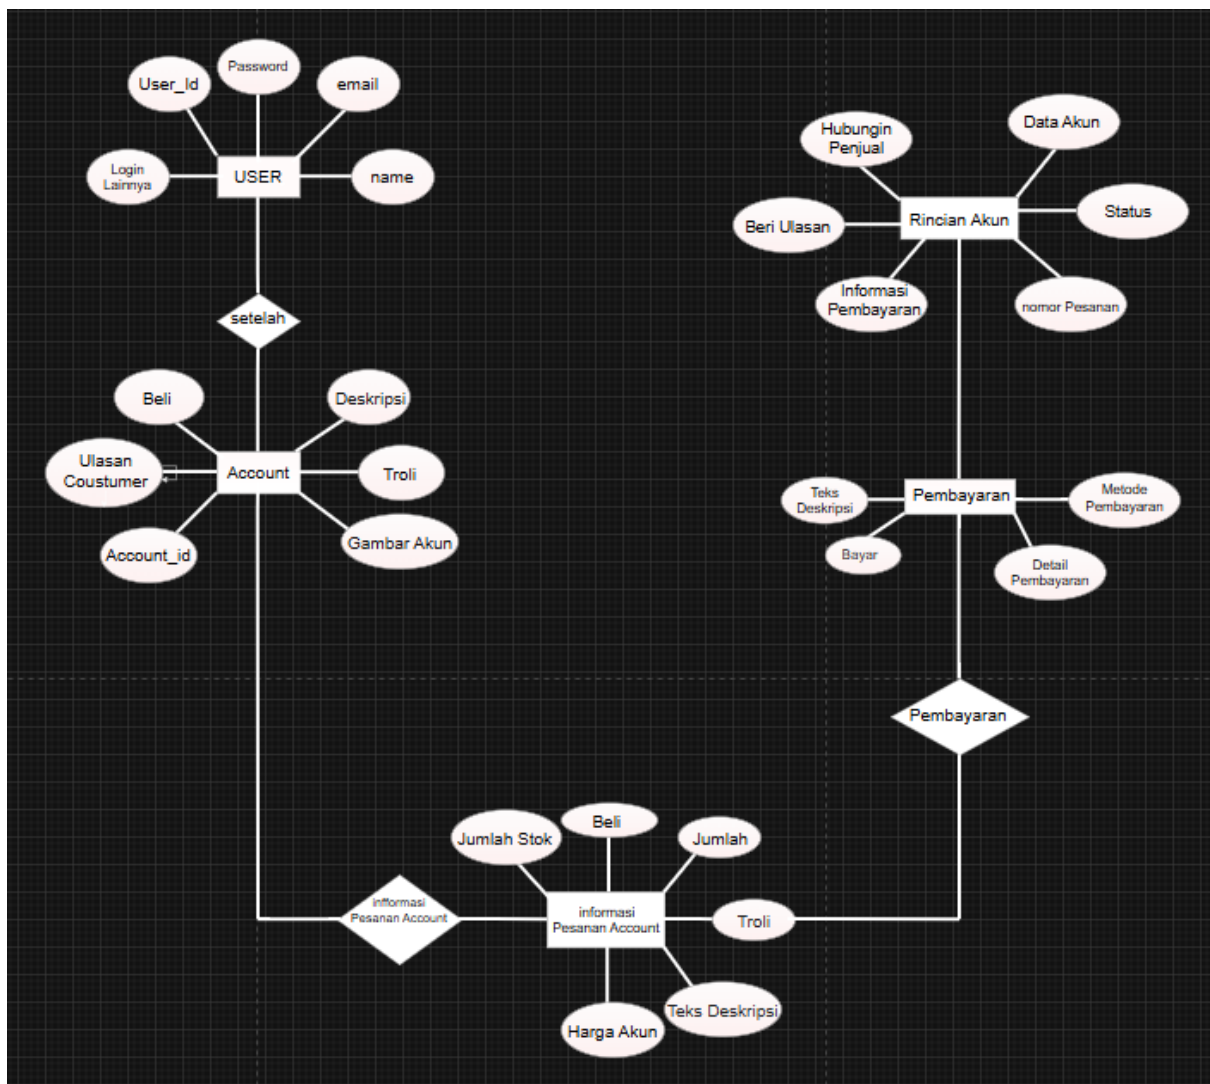 Password
User_Id
email
Login
Lainnya
USER
name
setelah
Beli
Deskripsi
Ulasan
Coustumer
Account
Troli
Account_id
Gambar Akun
Hubungin
Penjual
Data Akun
Beri Ulasan
Rincian Akun
Status
Informasi
Pembayaran
nomor Pesanan
Teks
Deskripsi
Pembayaran
Metode
Pembayaran
Bayar
Detail
Pembayaran
Pembayaran
Jumlah Stok
Beli
Jumlah
infformasi
Pesanan Account
informasi
Pesanan Account
Troli
Teks Deskripsi
Harga Akun